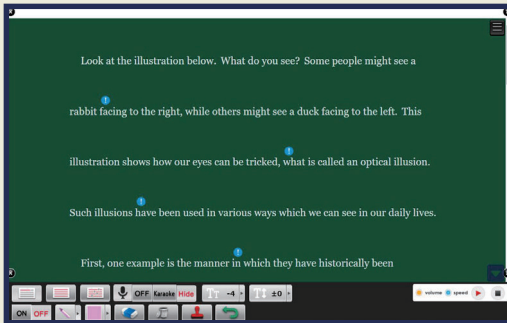 Look at the illustration below. What do you see? Some people might see a
rabbit facing to the right, while others might see a duck facing to the left. This
illustration shows how our eyes can be tricked, what is called an optical illusion.
Such illusions have been used in various ways which we can see in our daily lives.
First, one example is the manner in which they have historically been
OFF Karaoke Hide -4 ±0 volume speed
ON OFF